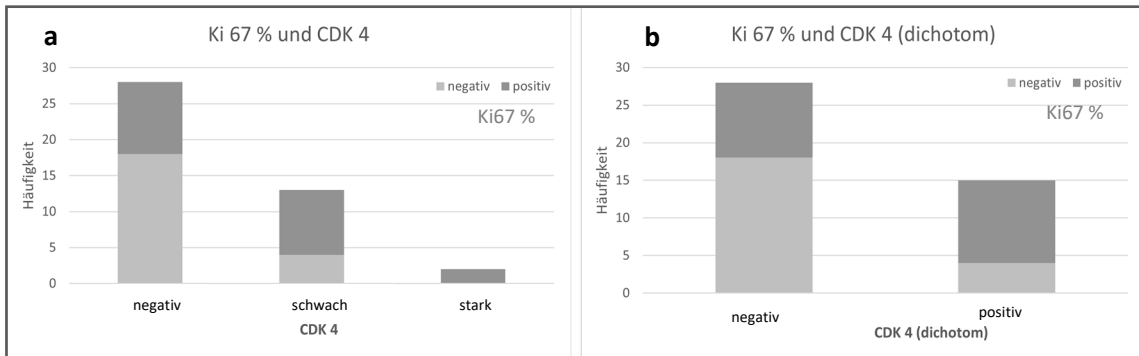 a
Ki 67 % und CDK 4
30
25
20
15
10
5
0
Häufigkeit
negativ positiv
Ki67 %
negativ schwach stark
CDK 4
b
Ki 67 % und CDK 4 (dichotom)
30
25
20
15
10
5
0
Häufigkeit
negativ positiv
Ki67 %
negativ positiv
CDK 4 (dichotom)